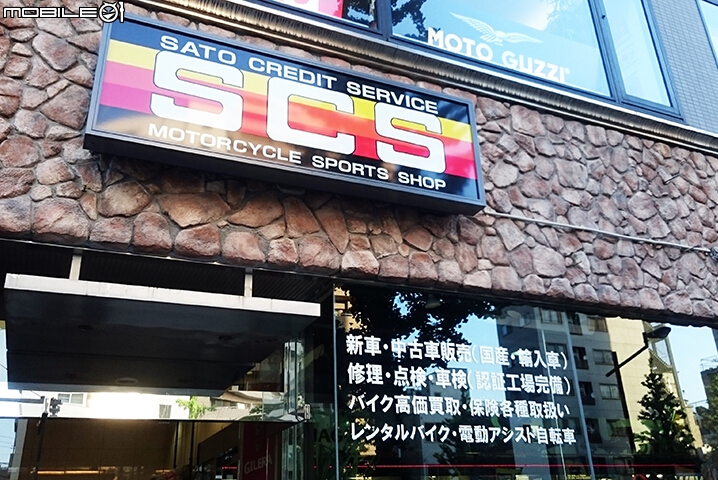 MOBILE01
MOTO GUZZI
SATO CREDIT SERVICE
SCS
MOTORCYCLE SPORTS SHOP
新車・中古車販売(国産・輸入車)
修理・点検・車検(認証工場完備)
バイク高価買取・保険各種取扱い
レンタルバイク・電動アシスト自転車
GILERA